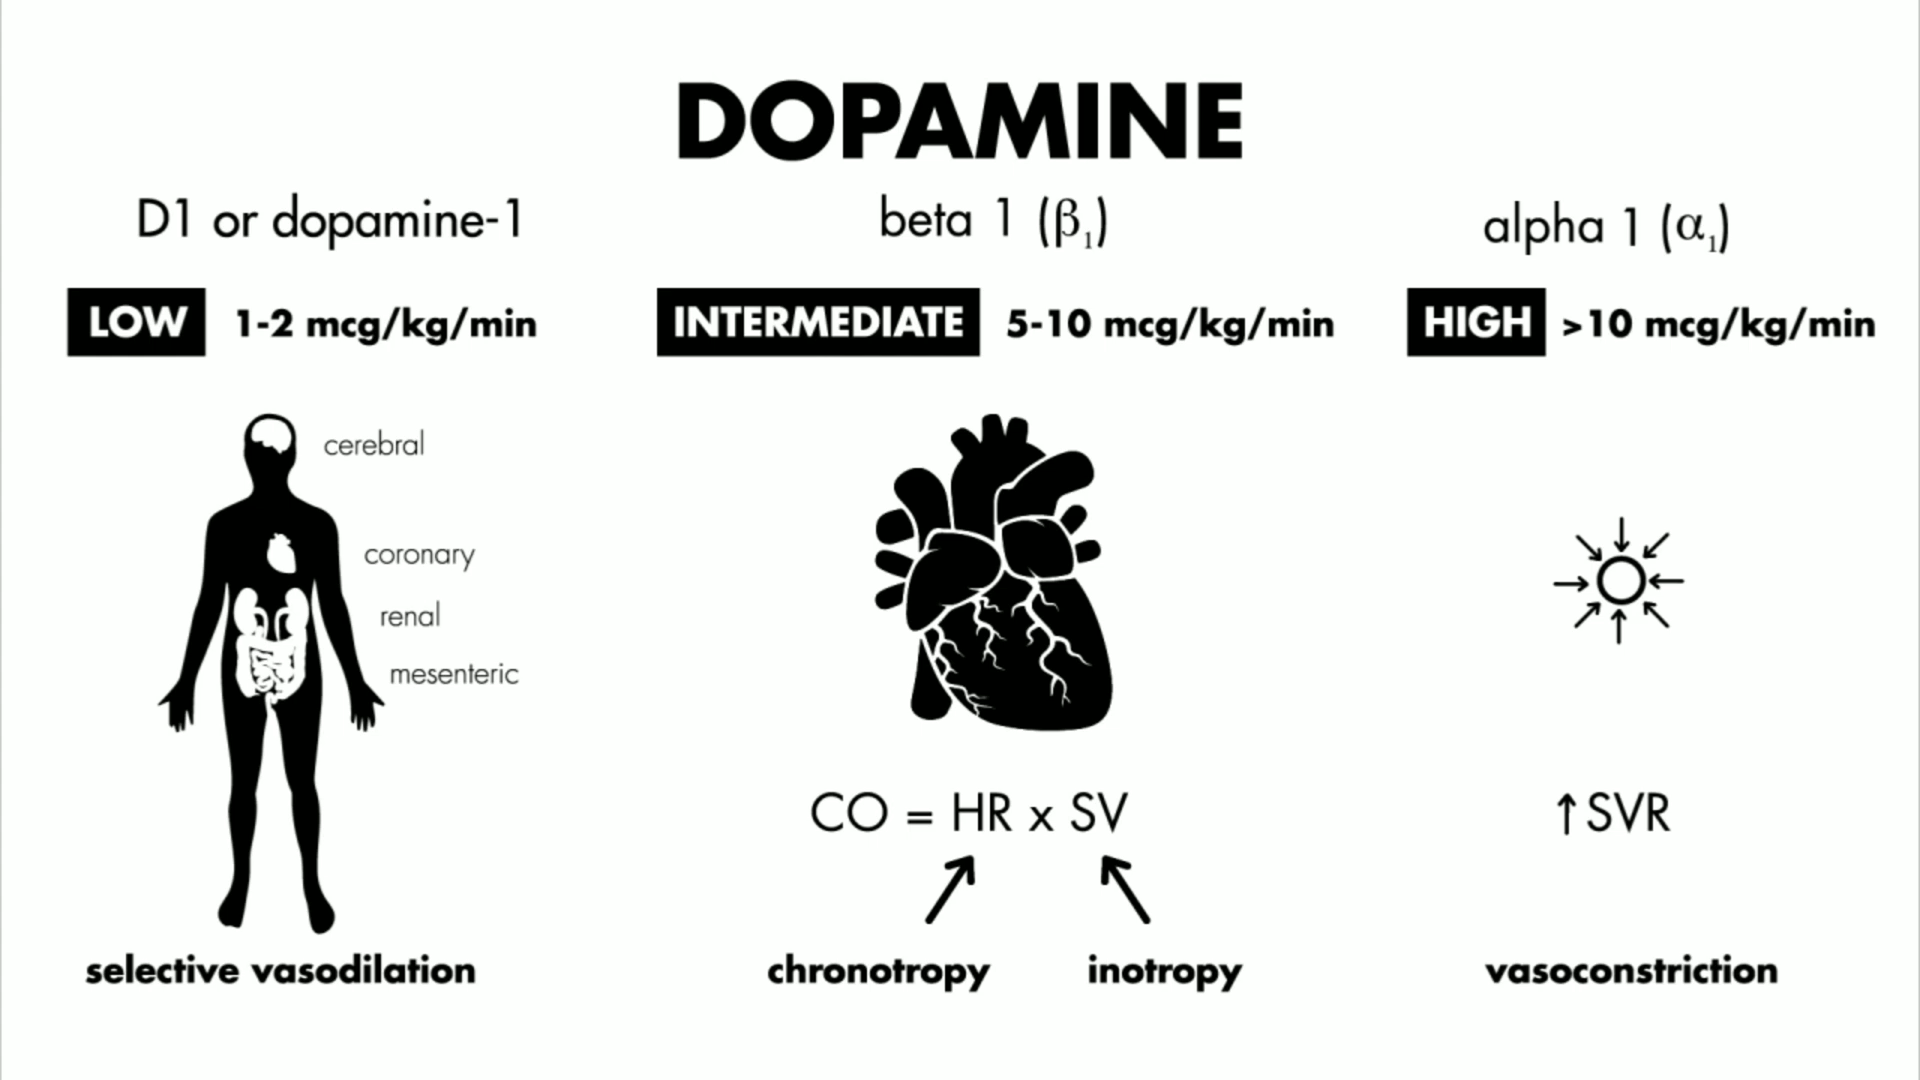 DOPAMINE
D1 or dopamine-1
LOW 1-2 mcg/kg/min
cerebral
coronary
renal
mesenteric
selective vasodilation
beta 1 (β₁)
INTERMEDIATE 5-10 mcg/kg/min
CO = HR x SV
chronotropy inotropy
alpha 1 (α₁)
HIGH >10 mcg/kg/min
↑SVR
vasoconstriction